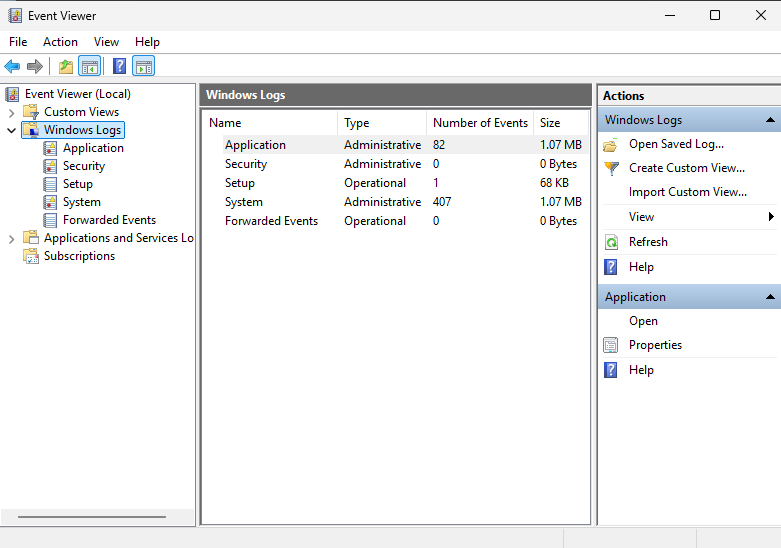 Event Viewer
File Action View Help
Event Viewer (Local)
Custom Views
Windows Logs
Application
Security
Setup
System
Forwarded Events
Applications and Services Lo
Subscriptions
Windows Logs
Name Type Number of Events Size
Application Administrative 82 1.07 MB
Security Administrative 0 0 Bytes
Setup Operational 1 68 KB
System Administrative 407 1.07 MB
Forwarded Events Operational 0 0 Bytes
Actions
Windows Logs
Open Saved Log...
Create Custom View...
Import Custom View...
View
Refresh
Help
Application
Open
Properties
Help